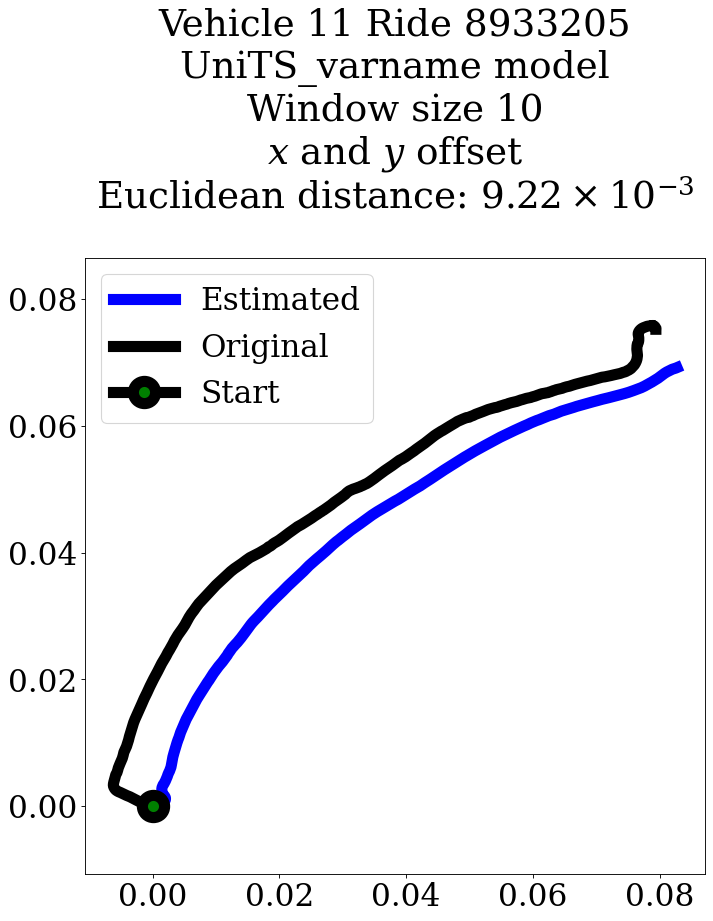 Vehicle 11 Ride 8933205
UniTS_varname model
Window size 10
x and y offset
Euclidean distance: 9.22 × 10⁻³
Estimated
Original
Start
0.08
0.06
0.04
0.02
0.00
0.00 0.02 0.04 0.06 0.08